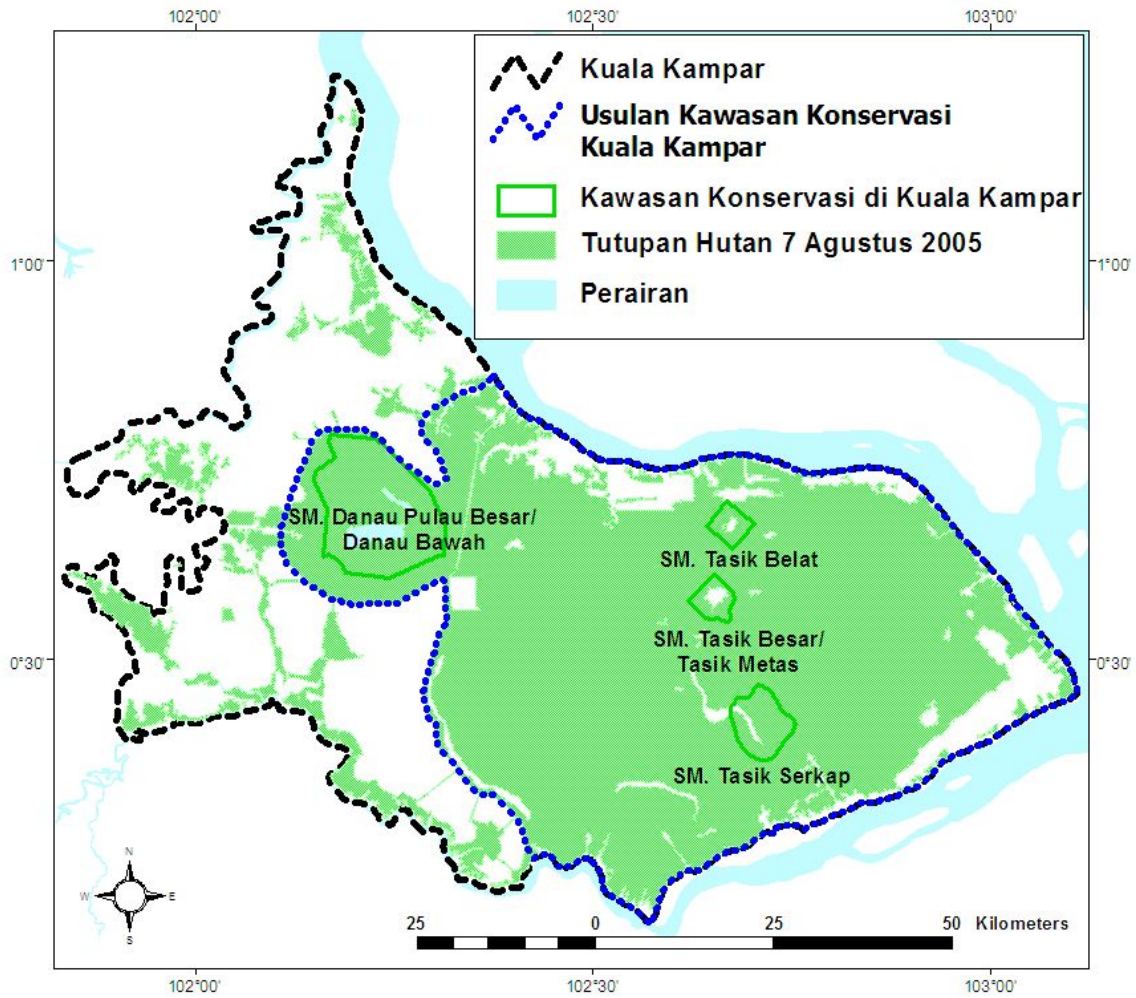 102°00'
102°30'
103°00'
Kuala Kampar
Usulan Kawasan Konservasi
Kuala Kampar
Kawasan Konservasi di Kuala Kampar
Tutupan Hutan 7 Agustus 2005
Perairan
1°00'
1°00'
SM. Danau Pulau Besar/
Danau Bawah
SM. Tasik Belat
SM. Tasik Besar/
Tasik Metas
0°30'
0°30'
SM. Tasik Serkap
N
W
E
S
25
0
25
50
Kilometers
102°00'
102°30'
103°00'